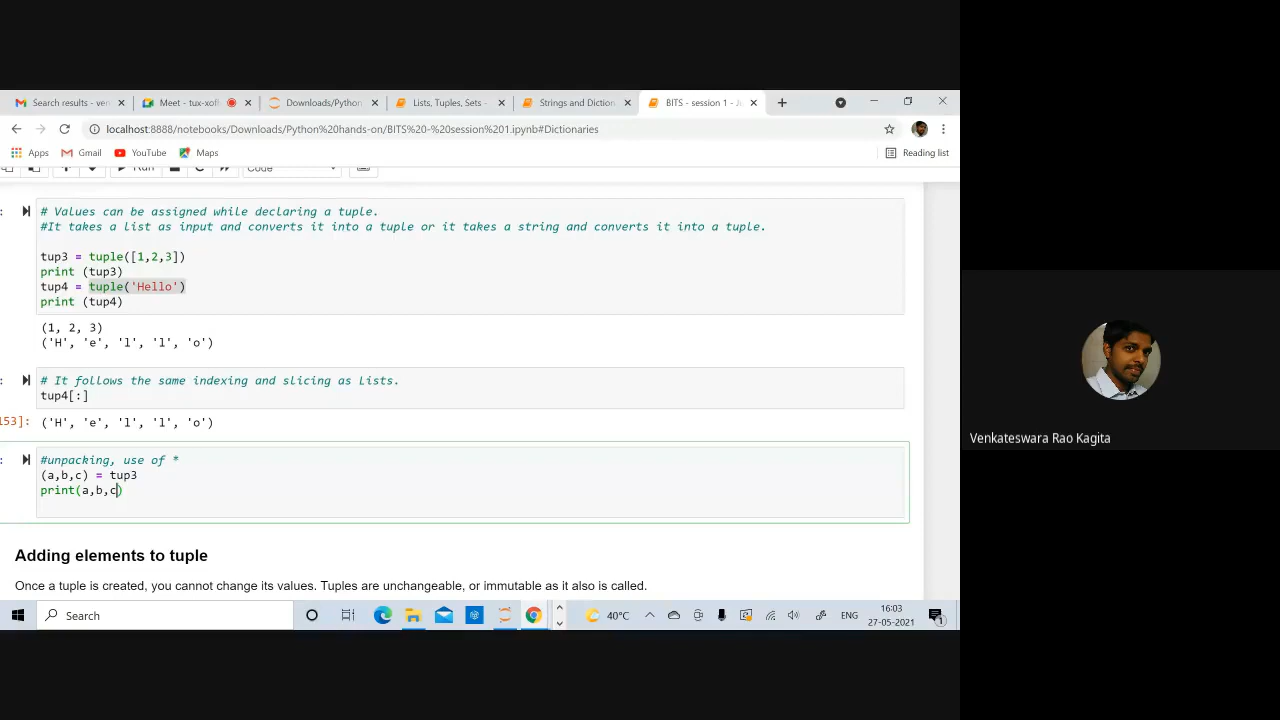 Search results - ven
Meet - tux-xofi
Downloads/Python
Lists, Tuples, Sets -
Strings and Diction
BITS - session 1 - Ju
localhost:8888/notebooks/Downloads/Python%20hands-on/BITS%20-%20session%201.ipynb#Dictionaries
Apps
Gmail
YouTube
Maps
Reading list
Run
Code
# Values can be assigned while declaring a tuple.
#It takes a list as input and converts it into a tuple or it takes a string and converts it into a tuple.
tup3 = tuple([1,2,3])
print (tup3)
tup4 = tuple('Hello')
print (tup4)
(1, 2, 3)
('H', 'e', 'l', 'l', 'o')
# It follows the same indexing and slicing as Lists.
tup4[:]
153]: ('H', 'e', 'l', 'l', 'o')
#unpacking, use of *
(a,b,c) = tup3
print(a,b,c)
Adding elements to tuple
Once a tuple is created, you cannot change its values. Tuples are unchangeable, or immutable as it also is called.
Venkateswara Rao Kagita
Search
40°C
ENG
16:03
27-05-2021
1